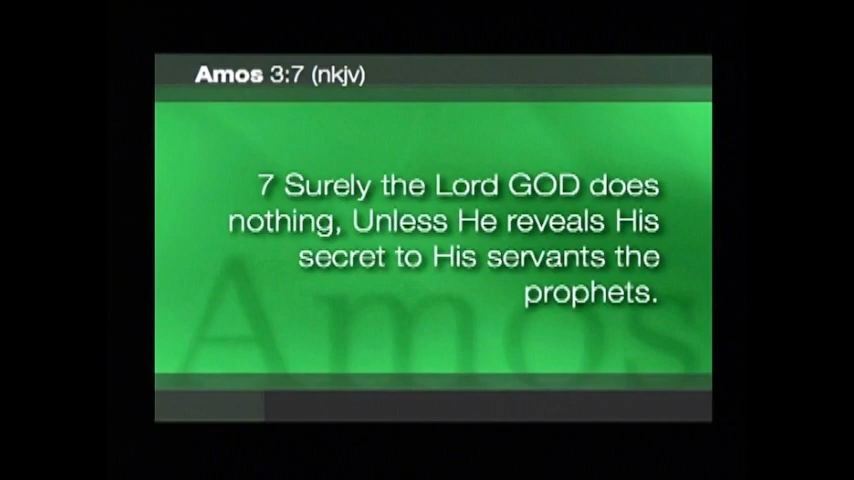 Amos 3:7 (nkjv)
7 Surely the Lord GOD does
nothing, Unless He reveals His
secret to His servants the
prophets.
Amos